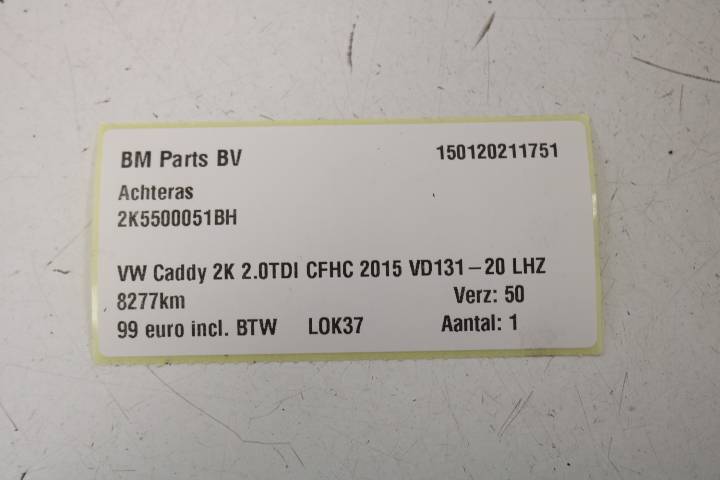 BM Parts BV 150120211751
Achteras
2K5500051BH
VW Caddy 2K 2.0TDI CFHC 2015 VD131-20 LHZ
8277km Verz: 50
99 euro incl. BTW LOK37 Aantal: 1